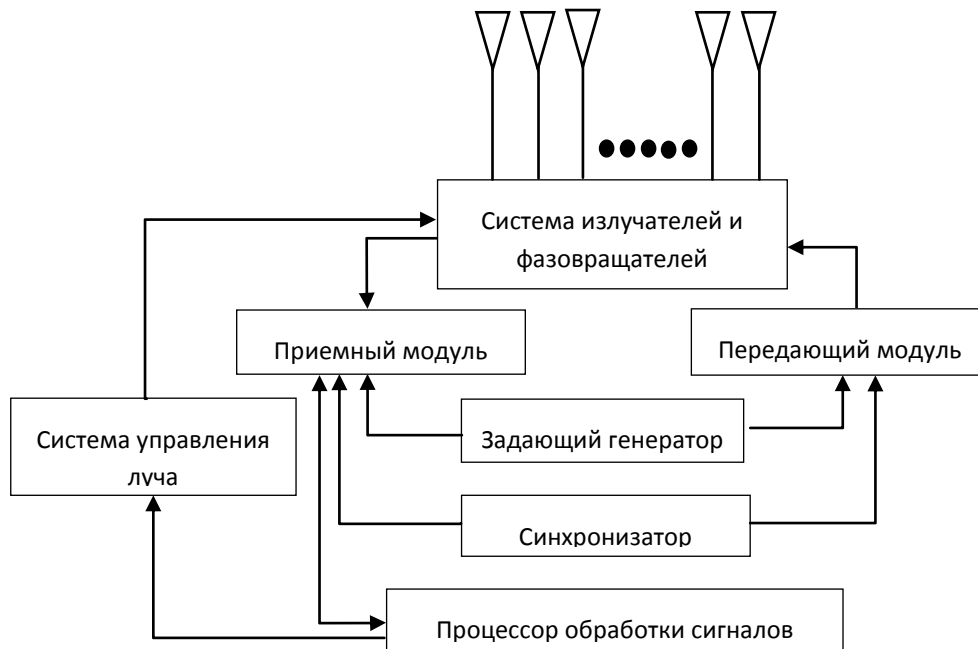 Система излучателей и
фазовращателей
Приемный модуль
Передающий модуль
Система управления
луча
Задающий генератор
Синхронизатор
Процессор обработки сигналов